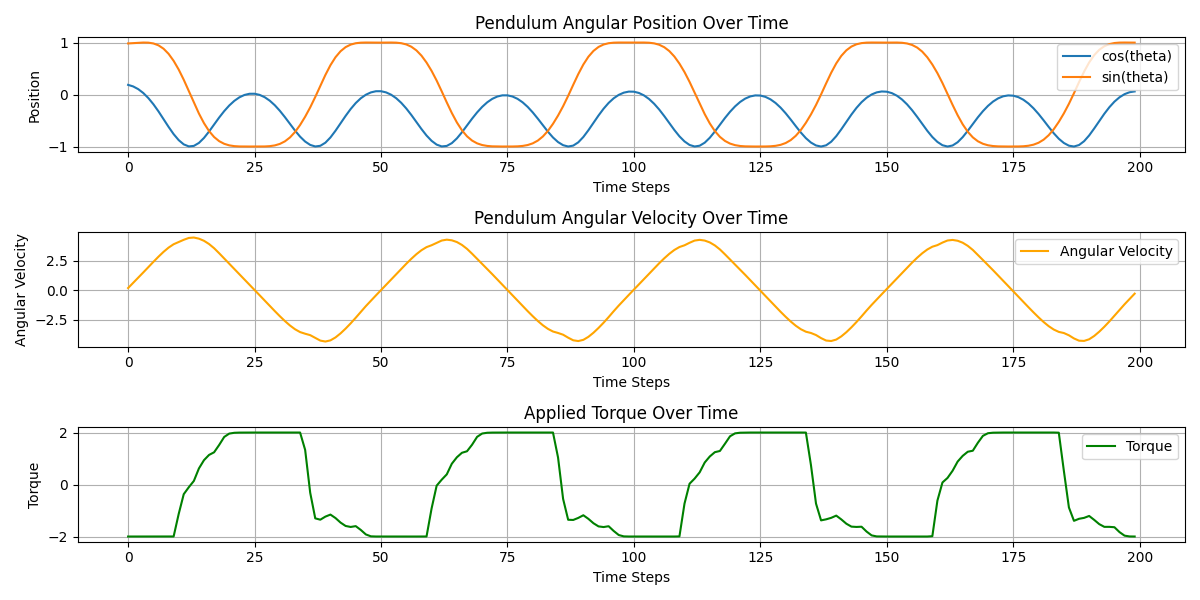 Pendulum Angular Position Over Time
1
0
−1
Position
cos(theta)
sin(theta)
0 25 50 75 100 125 150 175 200
Time Steps
Pendulum Angular Velocity Over Time
2.5
0.0
−2.5
Angular Velocity
Angular Velocity
0 25 50 75 100 125 150 175 200
Time Steps
Applied Torque Over Time
2
0
−2
Torque
Torque
0 25 50 75 100 125 150 175 200
Time Steps